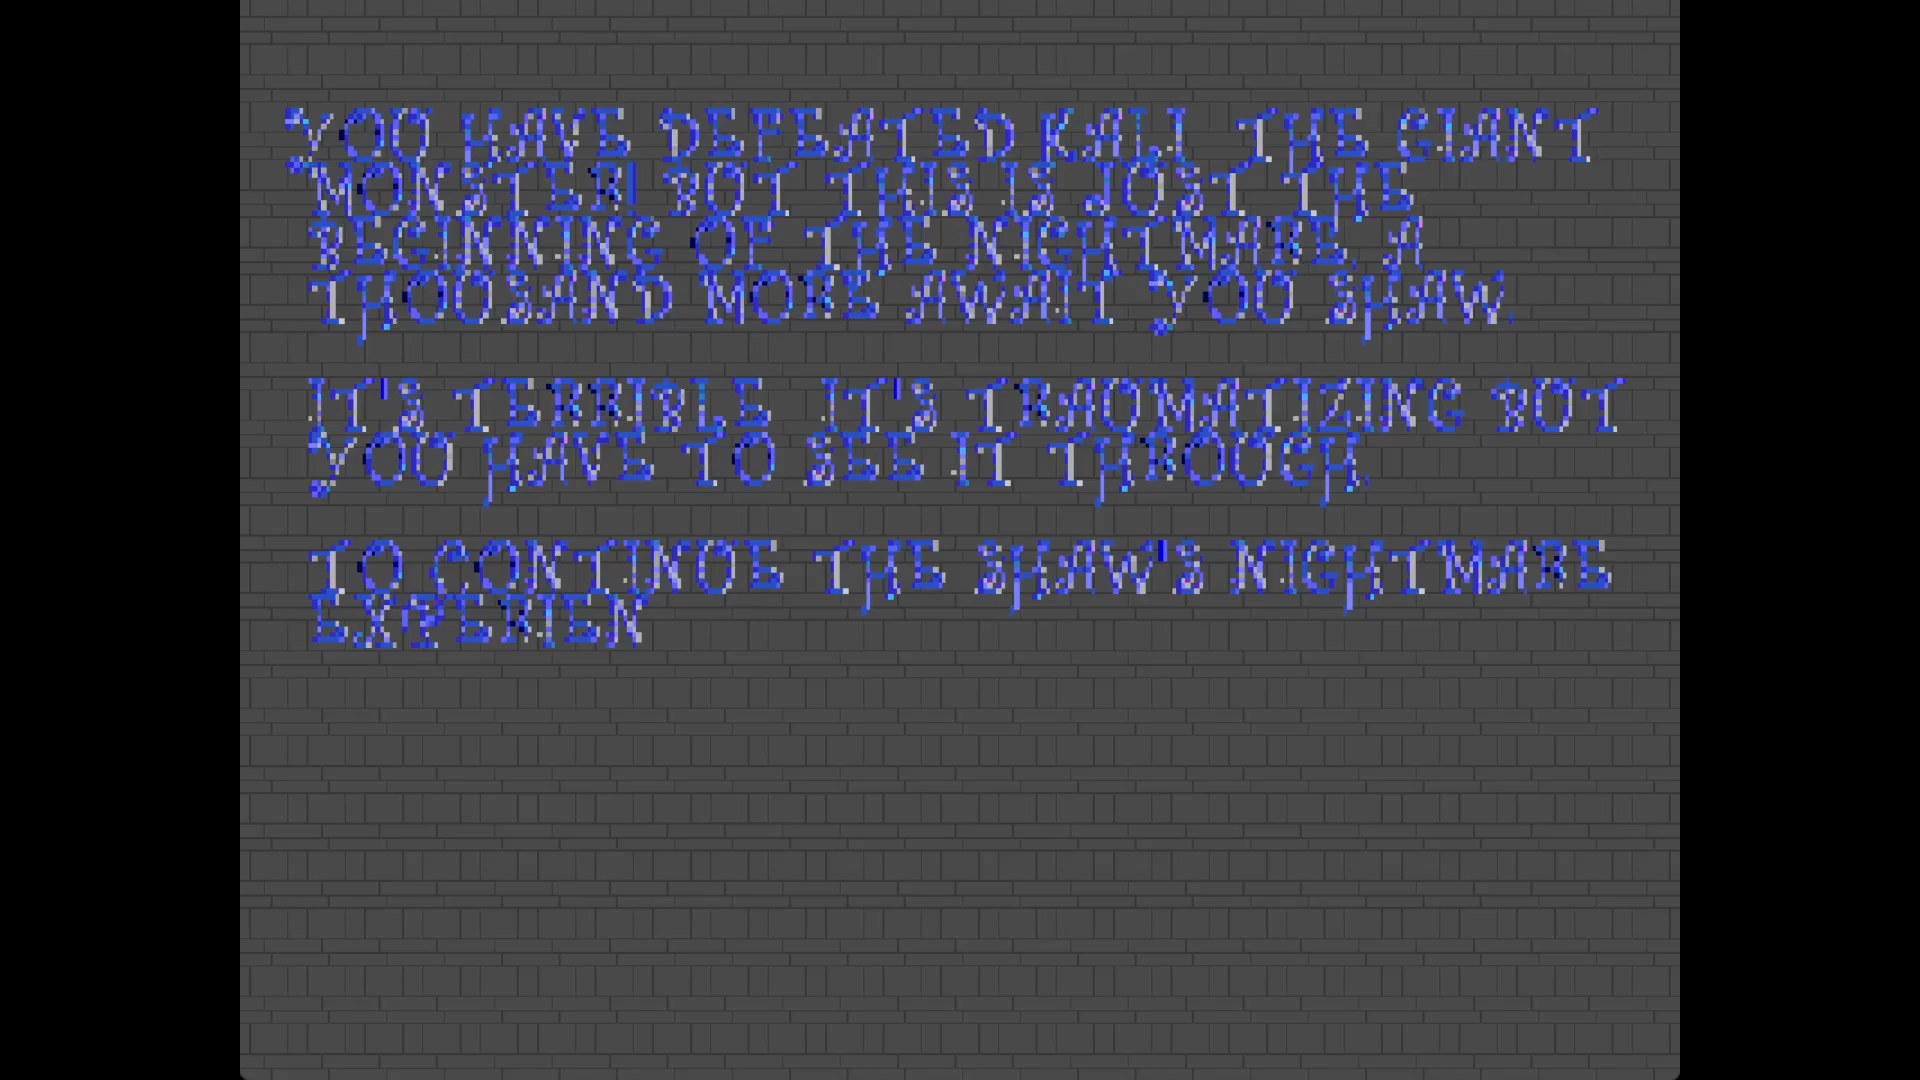 YOU HAVE DEFEATED KALI THE GIANT
MONSTER! BUT THIS IS JUST THE
BEGINNING OF THE NIGHTMARE. A
THOUSAND MORE AWAIT YOU SHAW.
IT'S TERRIBLE, IT'S TRAUMATIZING BUT
YOU HAVE TO SEE IT THROUGH.
TO CONTINUE THE SHAW'S NIGHTMARE
EXPERIEN